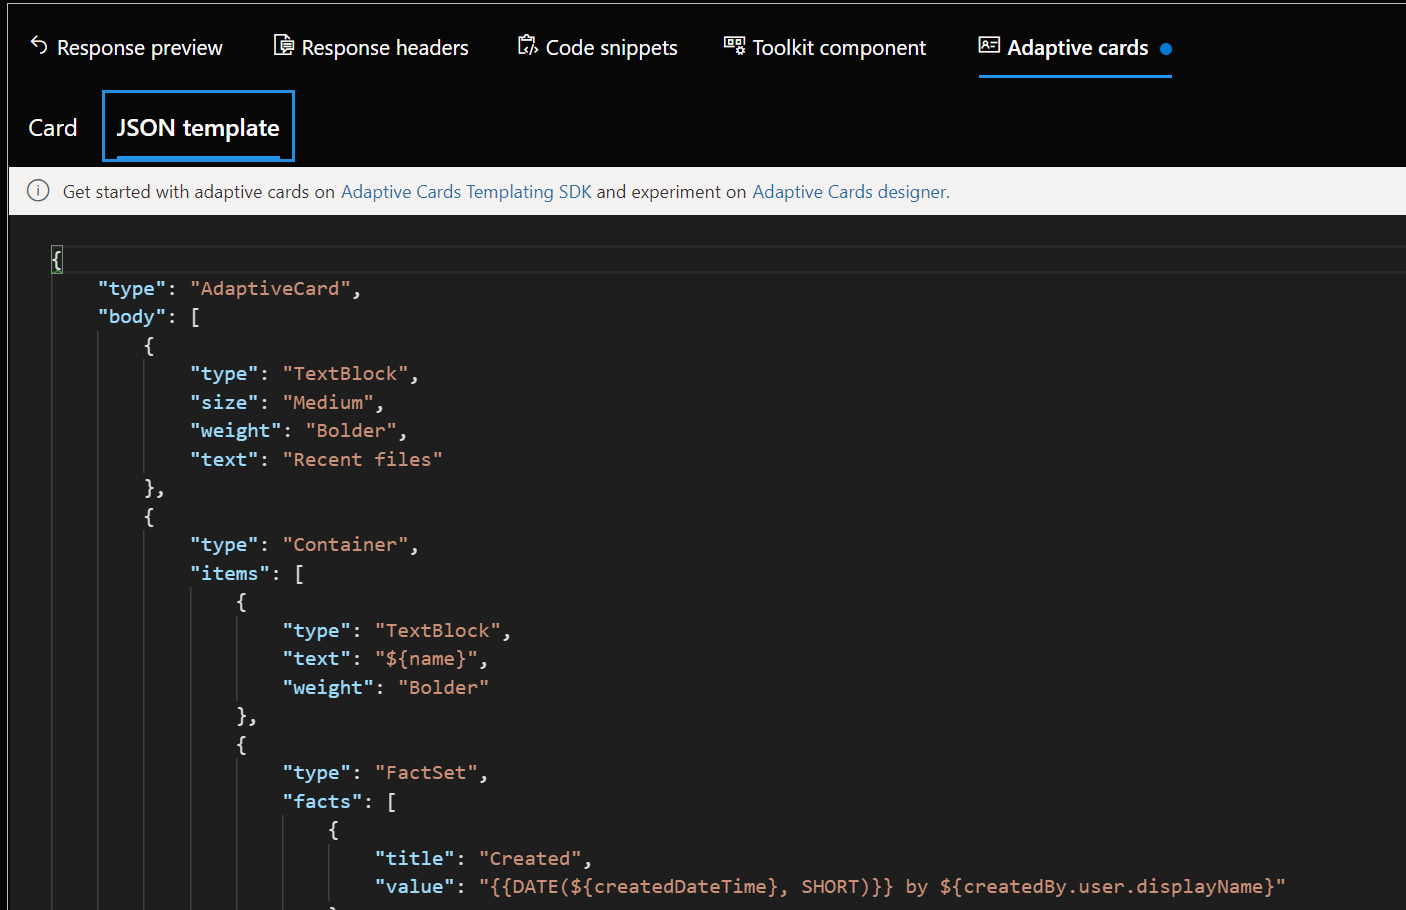 Response preview Response headers Code snippets Toolkit component Adaptive cards
Card JSON template
Get started with adaptive cards on Adaptive Cards Templating SDK and experiment on Adaptive Cards designer.
{
    "type": "AdaptiveCard",
    "body": [
        {
            "type": "TextBlock",
            "size": "Medium",
            "weight": "Bolder",
            "text": "Recent files"
        },
        {
            "type": "Container",
            "items": [
                {
                    "type": "TextBlock",
                    "text": "${name}",
                    "weight": "Bolder"
                },
                {
                    "type": "FactSet",
                    "facts": [
                        {
                            "title": "Created",
                            "value": "{{DATE(${createdDateTime}, SHORT)}} by ${createdBy.user.displayName}"